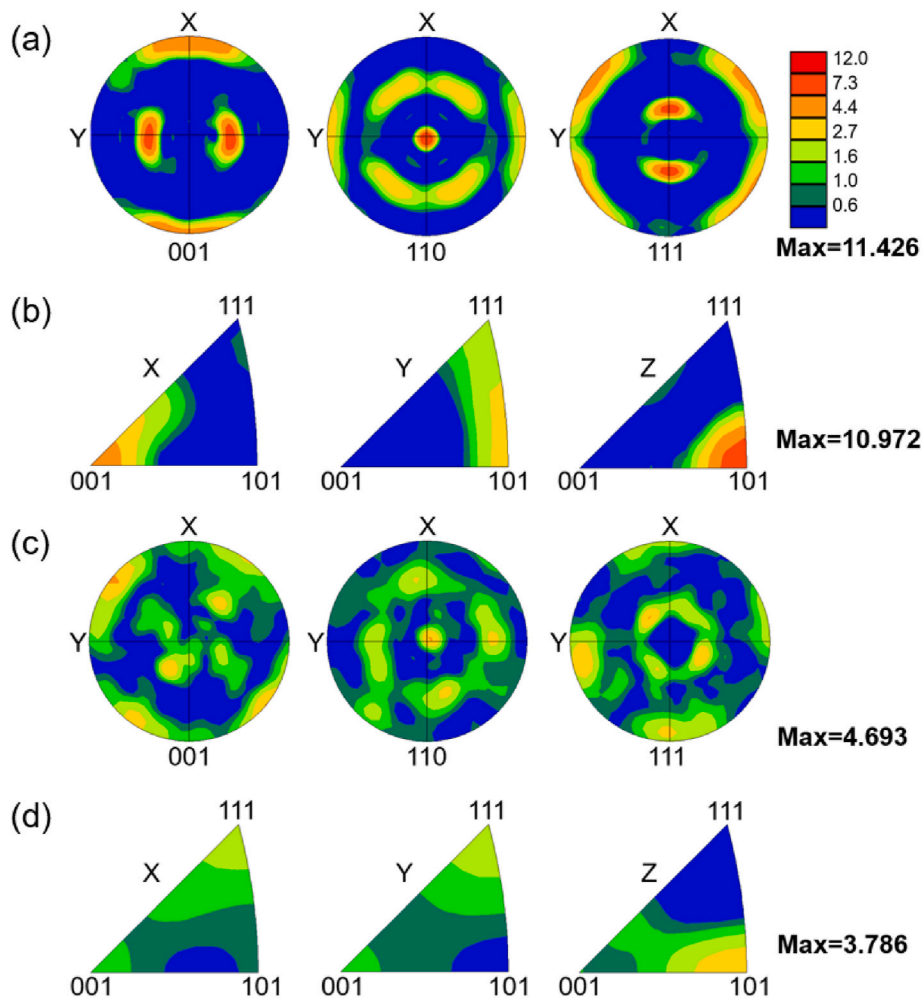 (a)
X
X
X
Y
Y
Y
001
110
111
12.0
7.3
4.4
2.7
1.6
1.0
0.6
Max=11.426
(b)
111
111
111
X
Y
Z
001
101
001
101
001
101
Max=10.972
(c)
X
X
X
Y
Y
Y
001
110
111
Max=4.693
(d)
111
111
111
X
Y
Z
001
101
001
101
001
101
Max=3.786